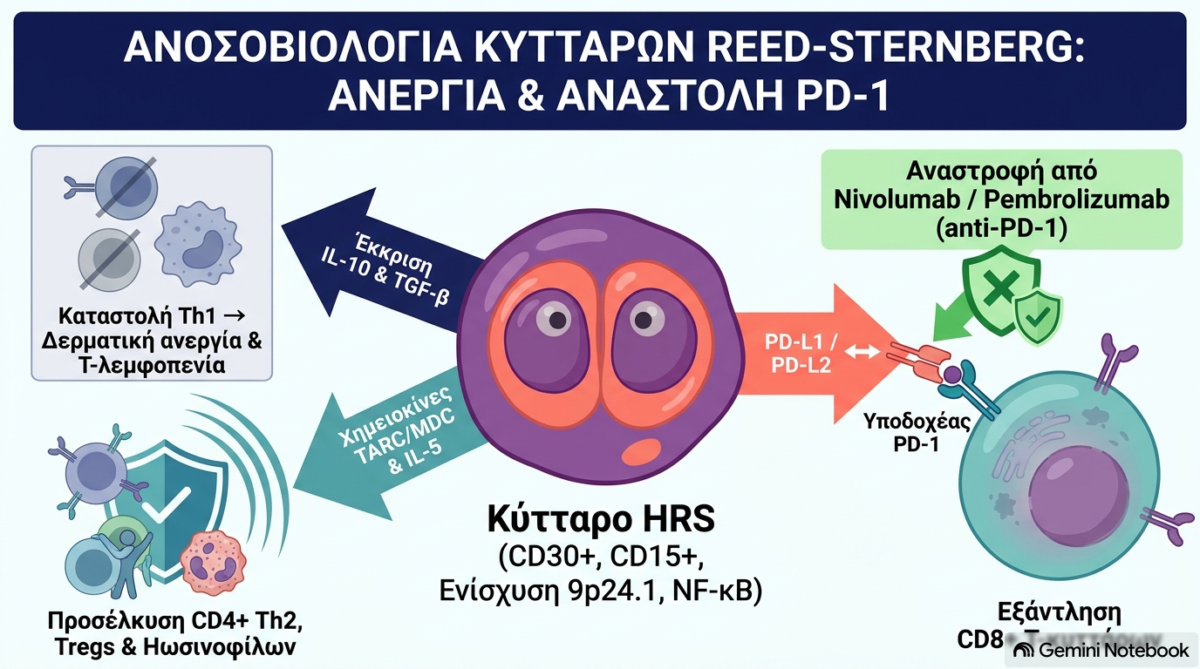 ΑΝΟΣΟΒΙΟΛΟΓΙΑ ΚΥΤΤΑΡΩΝ REED-STERNBERG:
ΑΝΕΡΓΙΑ & ΑΝΑΣΤΟΛΗ PD-1
Έκκριση
IL-10 & TGF-β
Καταστολή Th1 →
Δερματική ανεργία &
Τ-λεμφοπενία
Χημειοκίνες
TARC/MDC
& IL-5
Προσέλκυση CD4+ Th2,
Tregs & Ηωσινοφίλων
Κύτταρο HRS
(CD30+, CD15+,
Ενίσχυση 9p24.1, NF-κB)
Αναστροφή από
Nivolumab / Pembrolizumab
(anti-PD-1)
PD-L1 /
PD-L2
Υποδοχέας
PD-1
Εξάντληση
CD8+ Τ-κυττάρων
Gemini Notebook